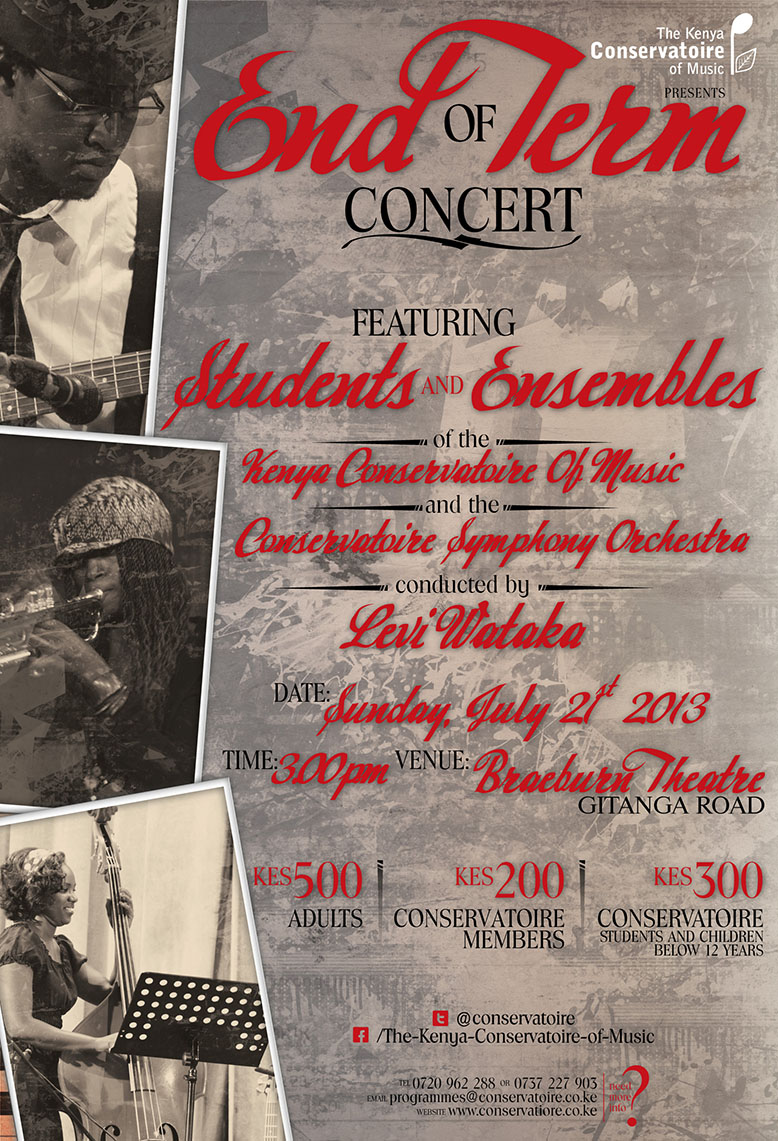 The Kenya
Conservatoire
of Music
PRESENTS
End OF Term
CONCERT
FEATURING
Students AND Ensembles
of the
Kenya Conservatoire Of Music
and the
Conservatoire Symphony Orchestra
conducted by
Levi Wataka
DATE: Sunday, July 21st 2013
TIME: 3.00pm VENUE: Braeburn Theatre
GITANGA ROAD
KES500
ADULTS
KES200
CONSERVATOIRE
MEMBERS
KES300
CONSERVATOIRE
STUDENTS AND CHILDREN
BELOW 12 YEARS
@conservatoire
/The-Kenya-Conservatoire-of-Music
TEL 0720 962 288 OR 0737 227 903
EMAIL programmes@conservatoire.co.ke
WEBSITE www.conservatiore.co.ke
need
more
info?